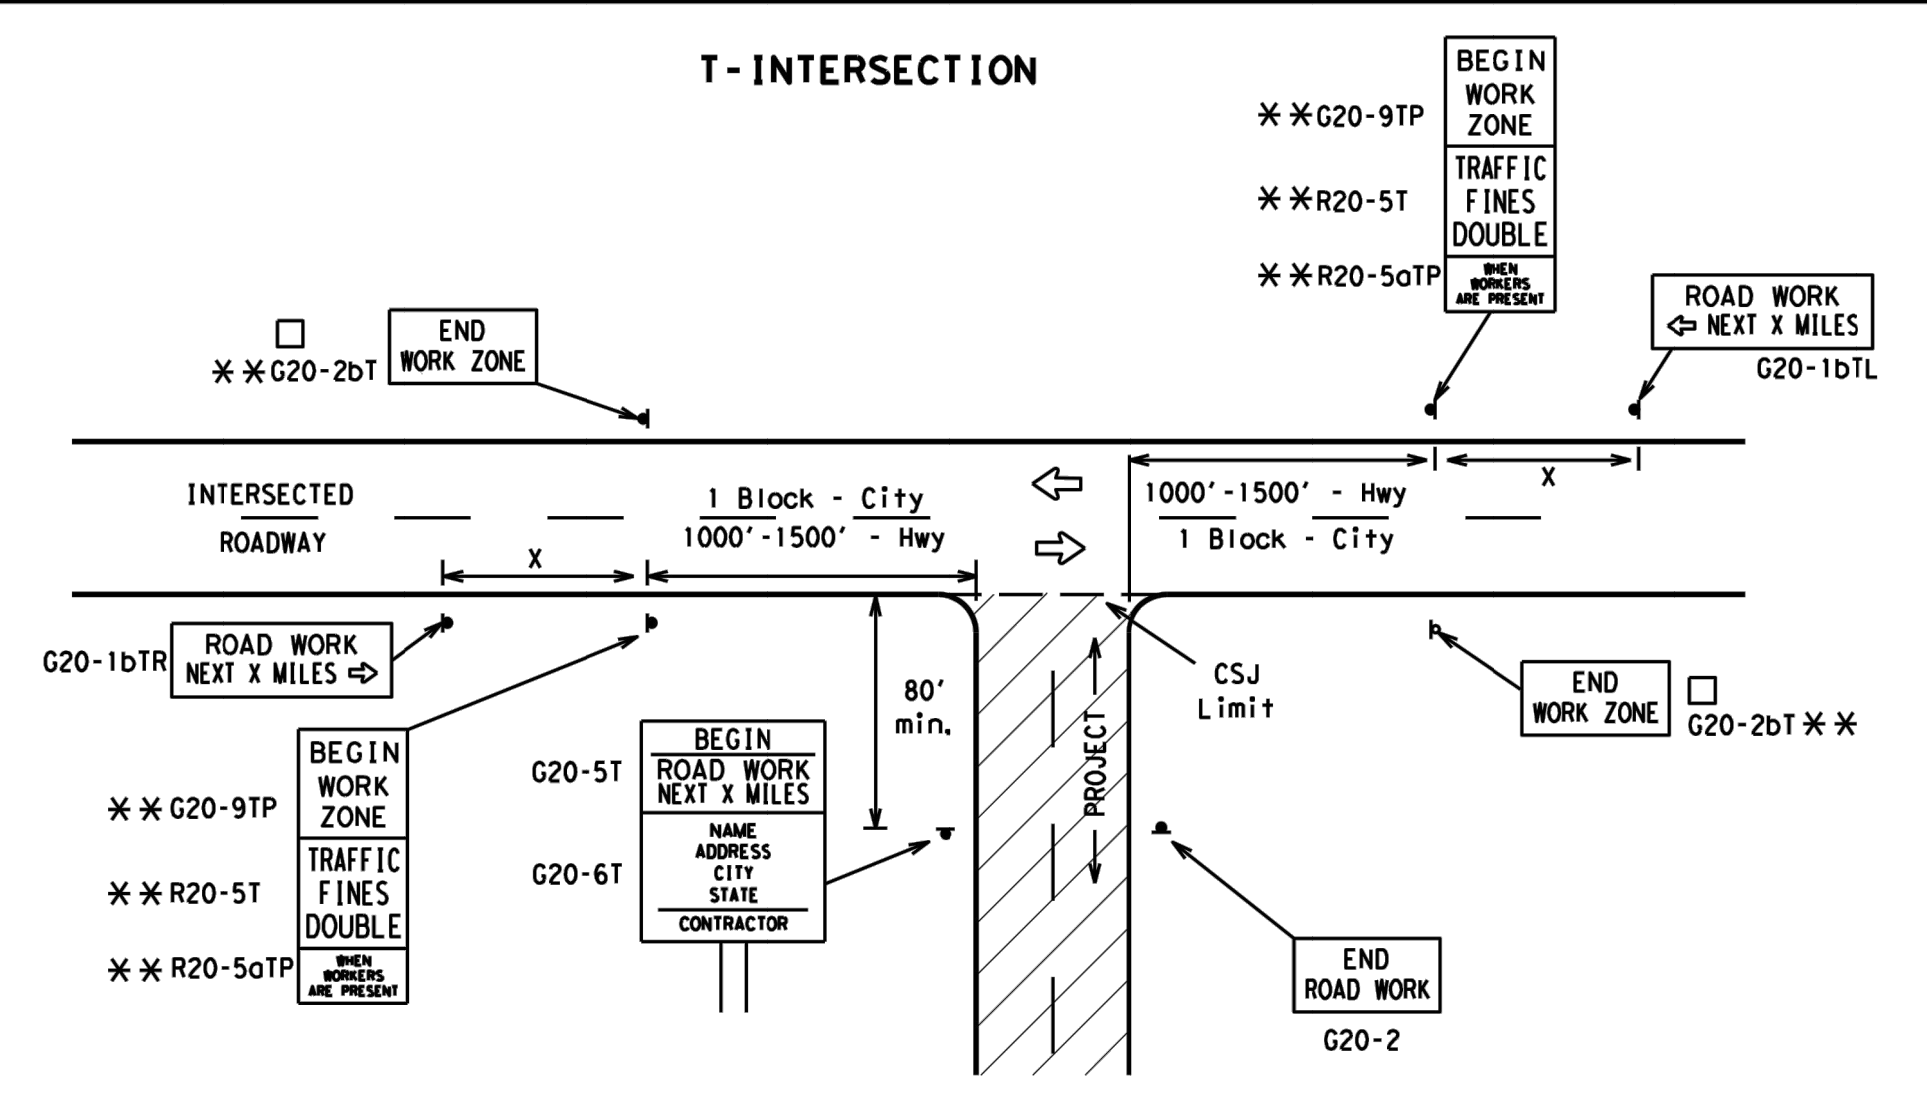 T-INTERSECTION
**G20-9TP
BEGIN
WORK
ZONE
**R20-5T
TRAFFIC
FINES
DOUBLE
**R20-5aTP
WHEN
WORKERS
ARE PRESENT
ROAD WORK
⇦ NEXT X MILES
G20-1bTL
□
**G20-2bT
END
WORK ZONE
INTERSECTED
ROADWAY
1 Block - City
1000'-1500' - Hwy
X
1000'-1500' - Hwy
1 Block - City
X
G20-1bTR
ROAD WORK
NEXT X MILES ⇨
80'
min.
CSJ
Limit
PROJECT
END
WORK ZONE
□
G20-2bT **
**G20-9TP
BEGIN
WORK
ZONE
**R20-5T
TRAFFIC
FINES
DOUBLE
**R20-5aTP
WHEN
WORKERS
ARE PRESENT
G20-5T
BEGIN
ROAD WORK
NEXT X MILES
G20-6T
NAME
ADDRESS
CITY
STATE
CONTRACTOR
END
ROAD WORK
G20-2